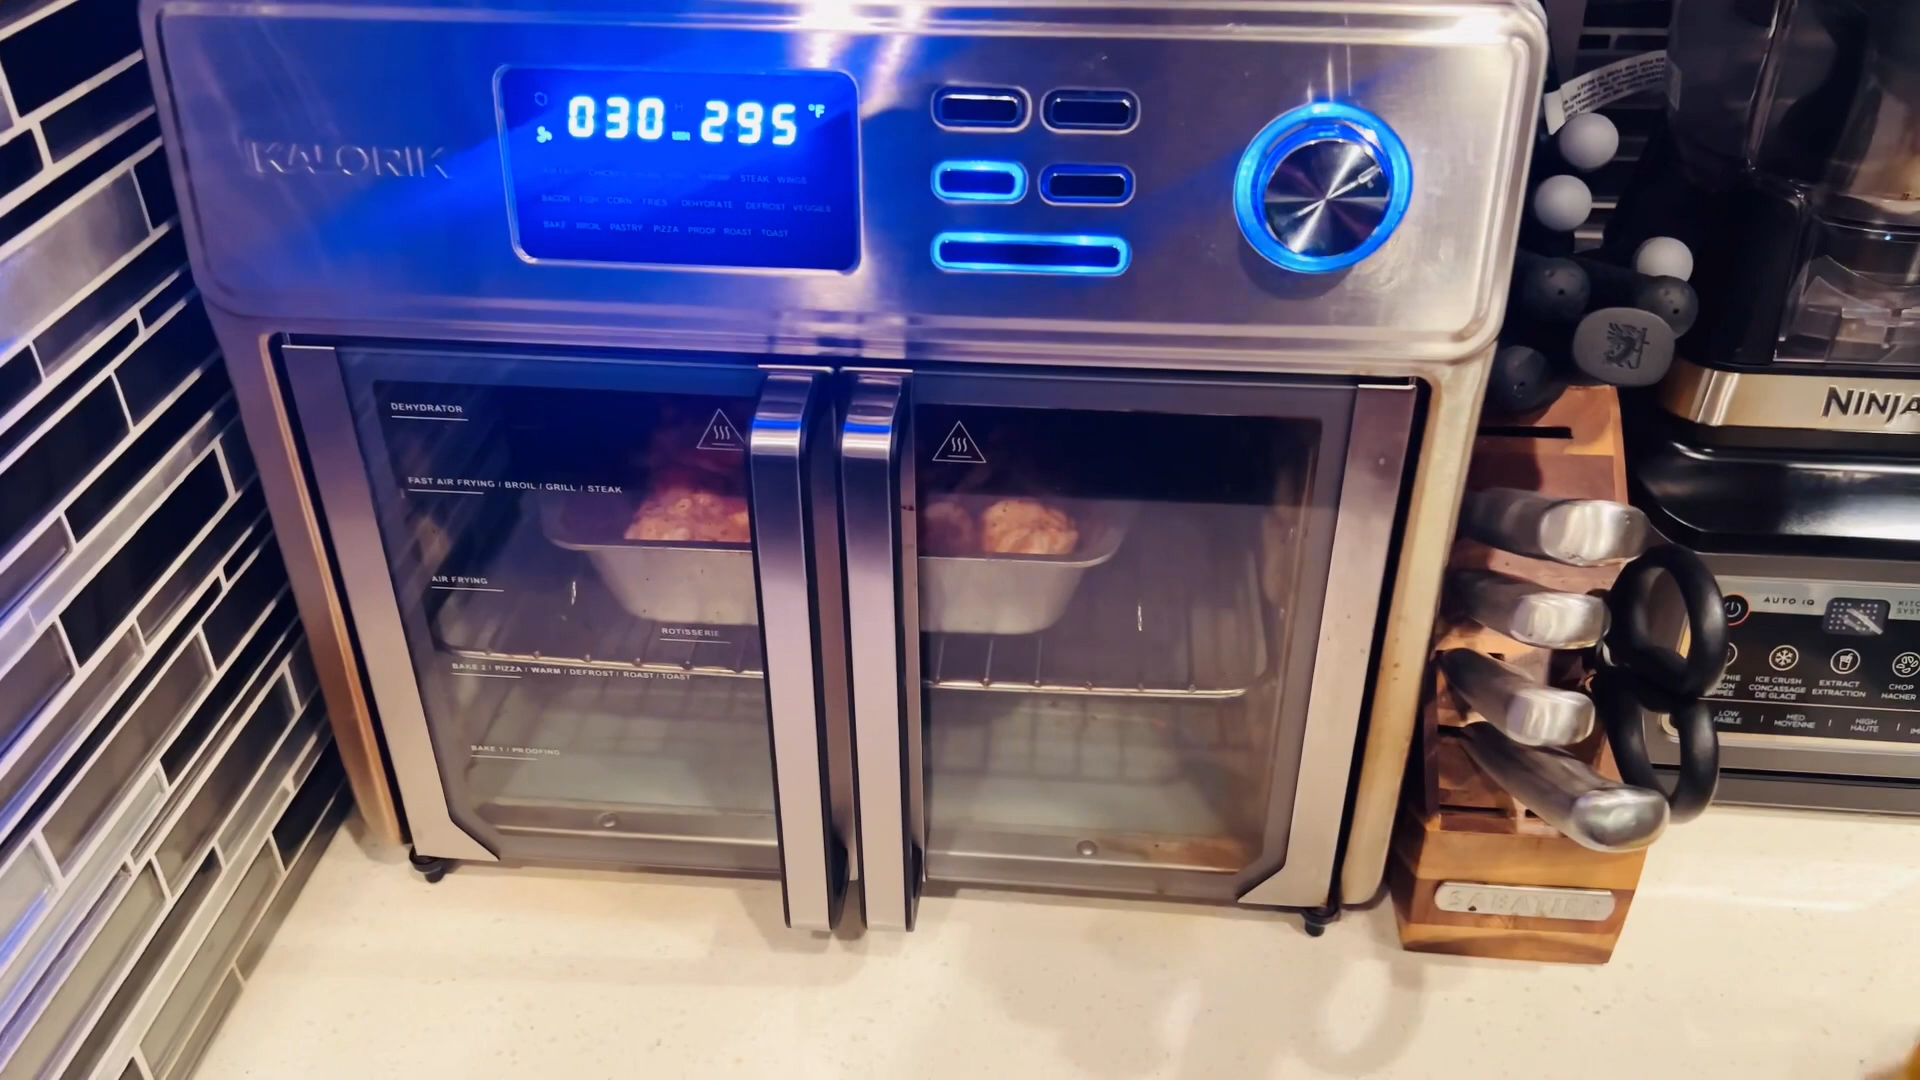 KALORIK
030 MIN 295 °F
STEAK WINGS
BACON FISH CORN FRIES DEHYDRATE DEFROST VEGGIES
BAKE BROIL PASTRY PIZZA PROOF ROAST TOAST
DEHYDRATOR
FAST AIR FRYING / BROIL / GRILL / STEAK
AIR FRYING
ROTISSERIE
BAKE 2 / PIZZA / WARM / DEFROST / ROAST / TOAST
BAKE 1 / PROOFING
SABATIER
NINJA
AUTO IQ
ICE CRUSH
CONCASSAGE
DE GLACE
EXTRACT
EXTRACTION
CHOP
HACHER
LOW
FAIBLE
MED
MOYENNE
HIGH
HAUTE